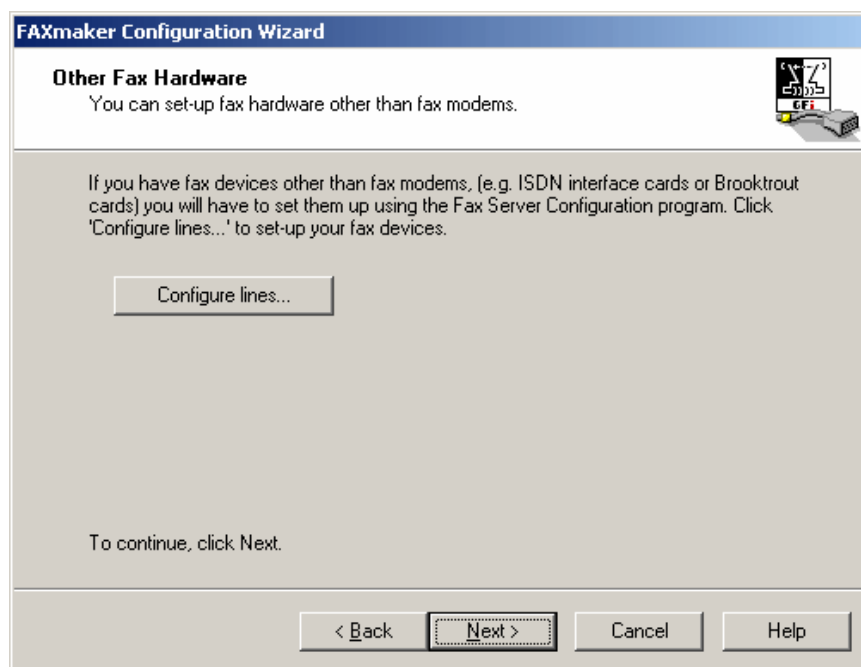 FAXmaker Configuration Wizard
Other Fax Hardware
You can set-up fax hardware other than fax modems.
GFi
If you have fax devices other than fax modems, (e.g. ISDN interface cards or Brooktrout
cards) you will have to set them up using the Fax Server Configuration program. Click
'Configure lines...' to set-up your fax devices.
Configure lines...
To continue, click Next.
< Back
Next >
Cancel
Help